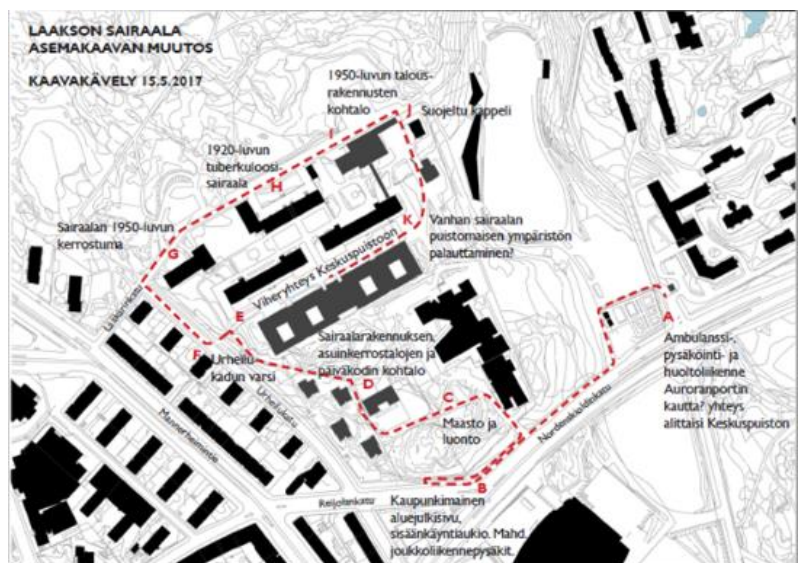 LAAKSON SAIRAALA
ASEMAKAAVAN MUUTOS
KAAVAKÄVELY 15.5.2017
1950-luvun talous-
rakennusten
kohtalo
J
Suojeltu kappeli
I
1920-luvun
tuberkuloosi-
sairaala
H
Sairaalan 1950-luvun
kerrostuma
G
K
Vanhan sairaalan
puistomaisen ympäristön
palauttaminen?
Viheryhteys Keskuspuistoon
E
Lääkärinkatu
F
Urheilu-
kadun varsi
Sairaalarakennuksen,
asuinkerrostalojen ja
päiväkodin kohtalo
D
C
Maasto ja
luonto
A
Ambulanssi-,
pysäköinti- ja
huoltoliikenne
Auroranportin
kautta? yhteys
alittaisi Keskuspuiston
Urheilukatu
Mannerheimintie
Nordenskiöldinkatu
Reijolankatu
B
Kaupunkimainen
aluejulkisivu,
sisäänkäyntiaukio. Mahd.
joukkoliikennepysäkit.